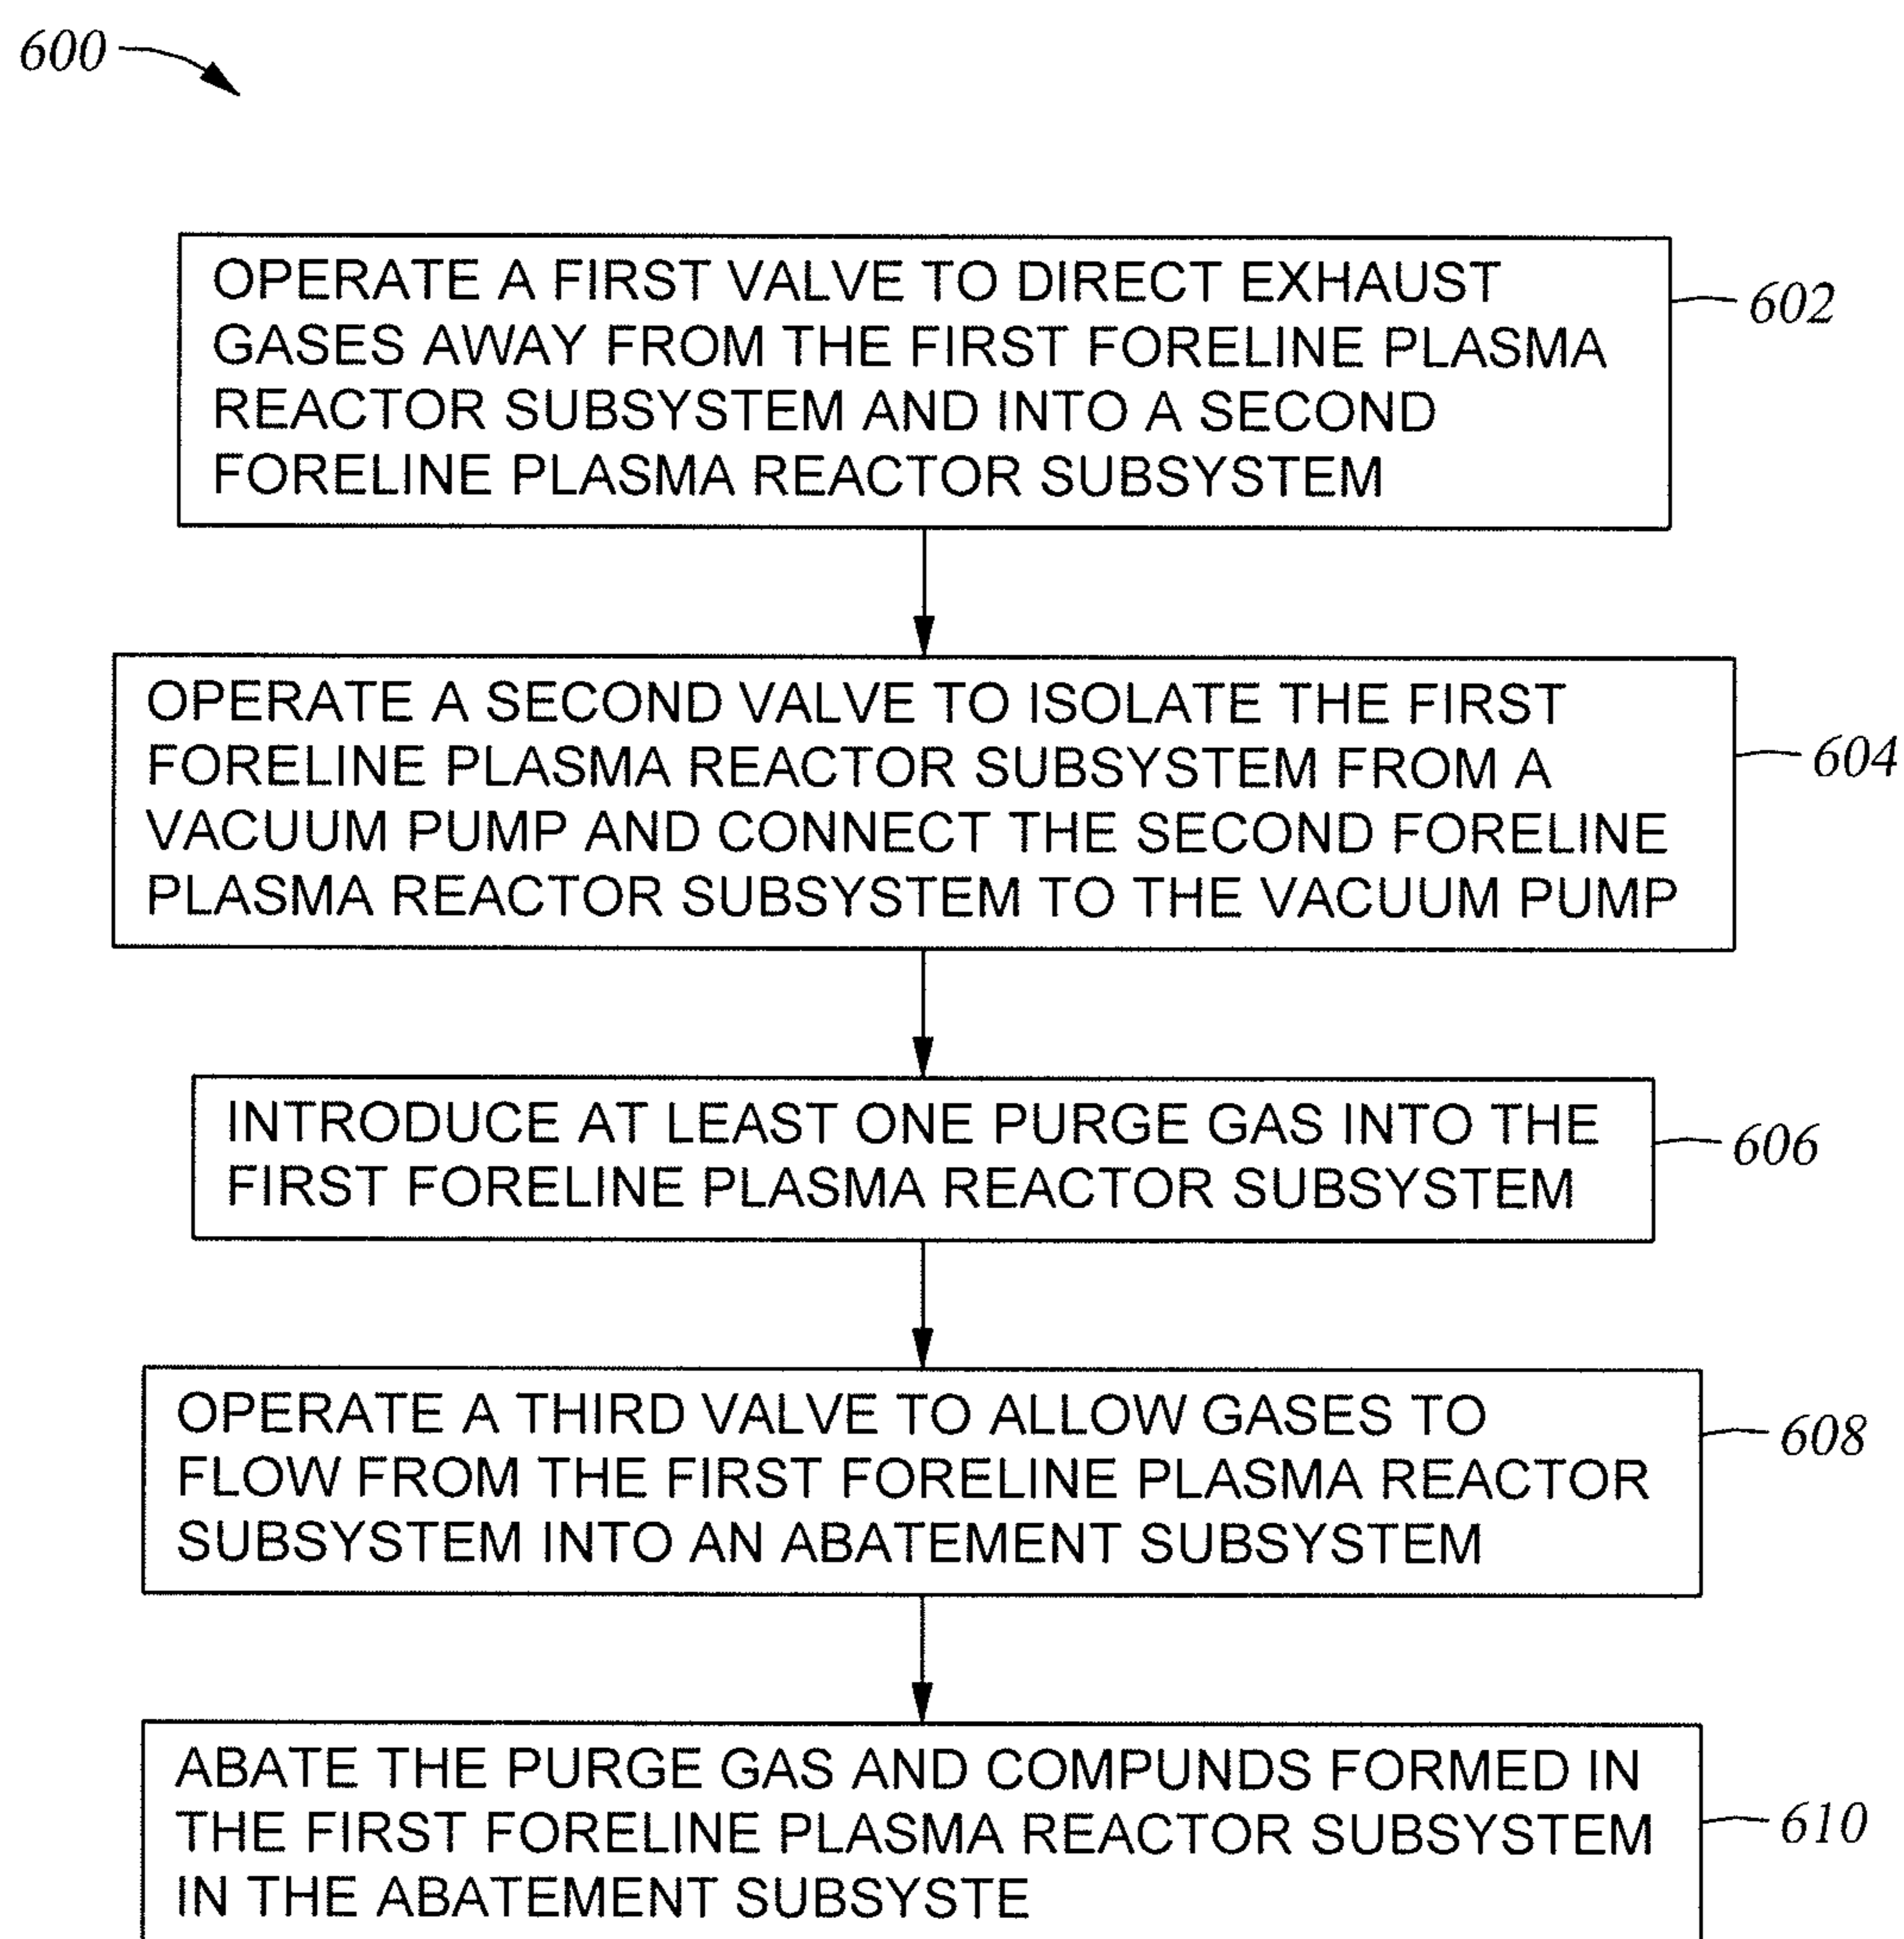 600
OPERATE A FIRST VALVE TO DIRECT EXHAUST
GASES AWAY FROM THE FIRST FORELINE PLASMA
REACTOR SUBSYSTEM AND INTO A SECOND
FORELINE PLASMA REACTOR SUBSYSTEM
602
OPERATE A SECOND VALVE TO ISOLATE THE FIRST
FORELINE PLASMA REACTOR SUBSYSTEM FROM A
VACUUM PUMP AND CONNECT THE SECOND FORELINE
PLASMA REACTOR SUBSYSTEM TO THE VACUUM PUMP
604
INTRODUCE AT LEAST ONE PURGE GAS INTO THE
FIRST FORELINE PLASMA REACTOR SUBSYSTEM
606
OPERATE A THIRD VALVE TO ALLOW GASES TO
FLOW FROM THE FIRST FORELINE PLASMA REACTOR
SUBSYSTEM INTO AN ABATEMENT SUBSYSTEM
608
ABATE THE PURGE GAS AND COMPUNDS FORMED IN
THE FIRST FORELINE PLASMA REACTOR SUBSYSTEM
IN THE ABATEMENT SUBSYSTE
610